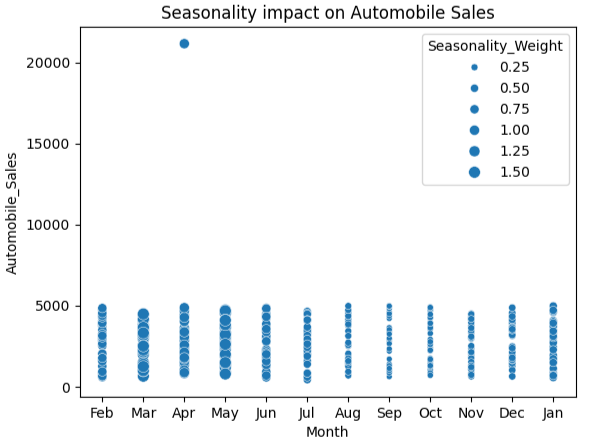 Seasonality impact on Automobile Sales
Seasonality_Weight
0.25
0.50
0.75
1.00
1.25
1.50
Automobile_Sales
20000
15000
10000
5000
0
Feb Mar Apr May Jun Jul Aug Sep Oct Nov Dec Jan
Month